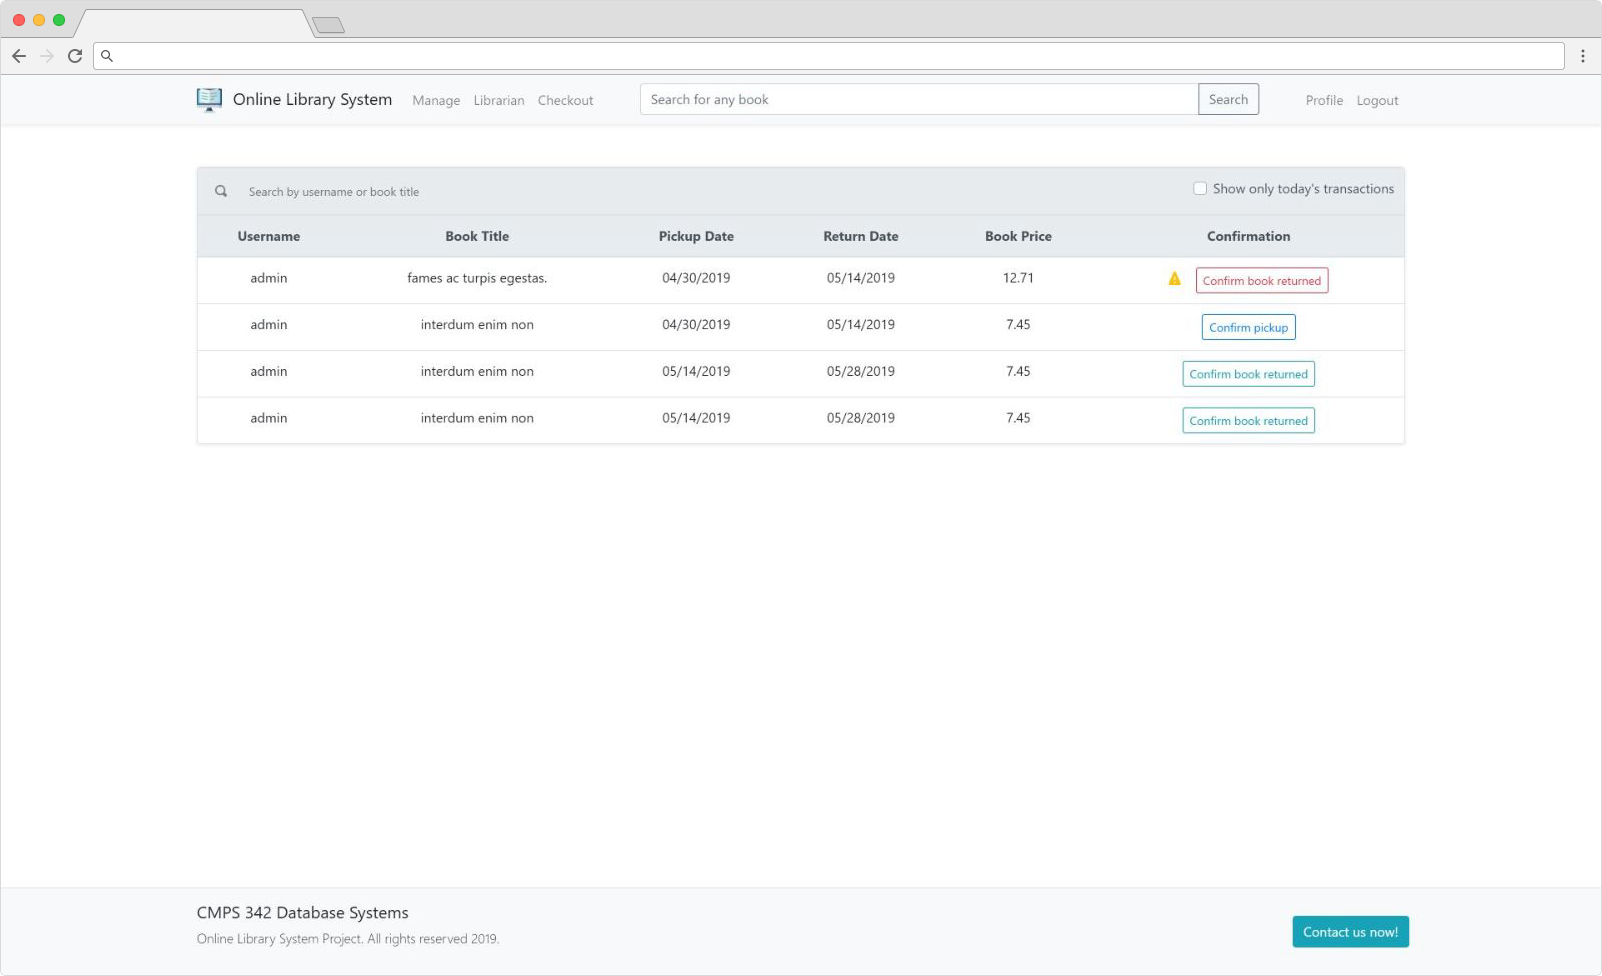 Online Library System Manage Librarian Checkout Search for any book Search Profile Logout
Search by username or book title Show only today's transactions
Username Book Title Pickup Date Return Date Book Price Confirmation
admin fames ac turpis egestas. 04/30/2019 05/14/2019 12.71 Confirm book returned
admin interdum enim non 04/30/2019 05/14/2019 7.45 Confirm pickup
admin interdum enim non 05/14/2019 05/28/2019 7.45 Confirm book returned
admin interdum enim non 05/14/2019 05/28/2019 7.45 Confirm book returned
CMPS 342 Database Systems
Online Library System Project. All rights reserved 2019.
Contact us now!